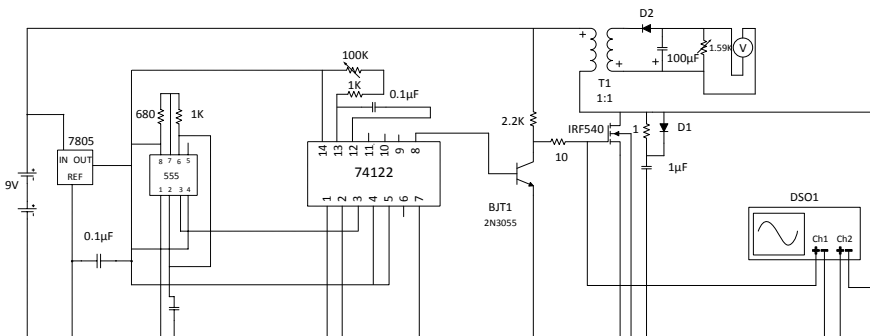 D2
100µF
1.59K
V
T1
1:1
100K
1K
0.1µF
680
1K
2.2K
IRF540
1
D1
10
1µF
7805
IN OUT
REF
8 7 6 5
555
1 2 3 4
14 13 12 11 10 9 8
74122
1 2 3 4 5 6 7
9V
BJT1
2N3055
0.1µF
DSO1
Ch1 Ch2